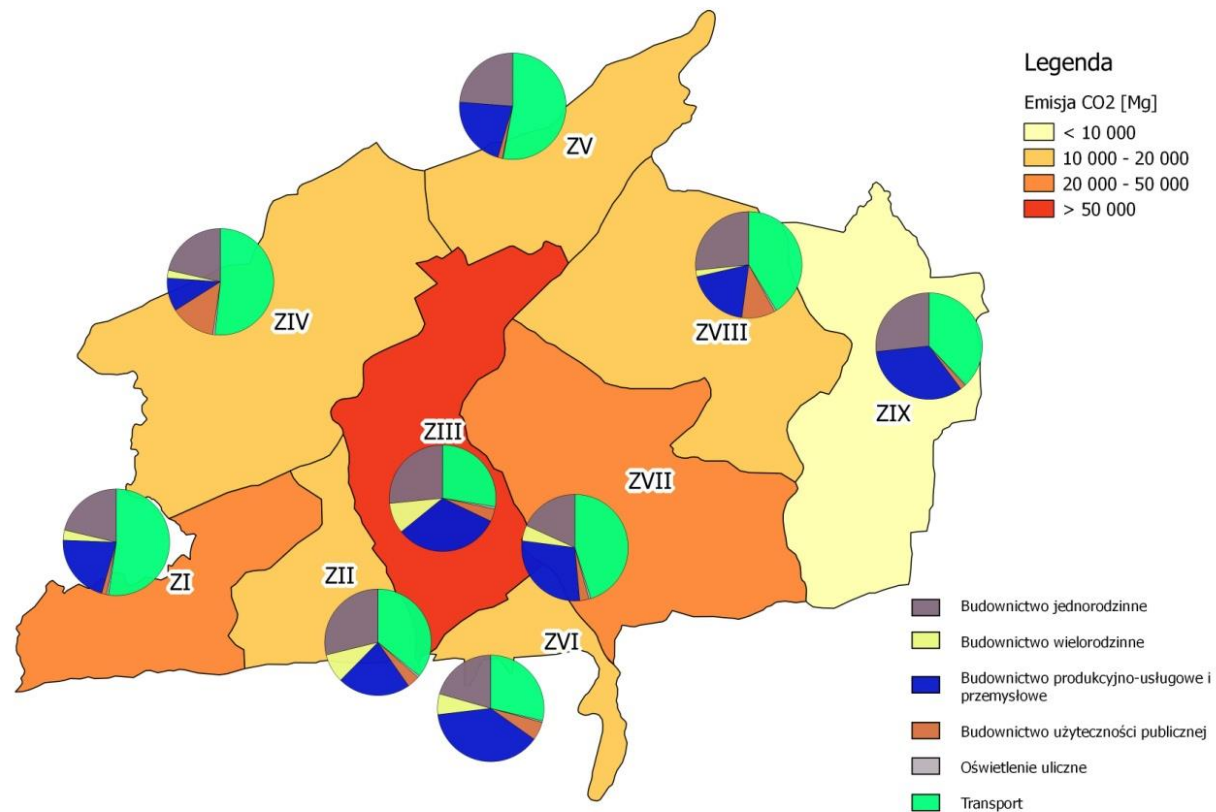 Legenda
Emisja CO2 [Mg]
< 10 000
10 000 - 20 000
20 000 - 50 000
> 50 000
ZV
ZIV
ZVIII
ZIX
ZIII
ZVII
ZI
ZII
ZVI
Budownictwo jednorodzinne
Budownictwo wielorodzinne
Budownictwo produkcyjno-usługowe i
przemysłowe
Budownictwo użyteczności publicznej
Oświetlenie uliczne
Transport